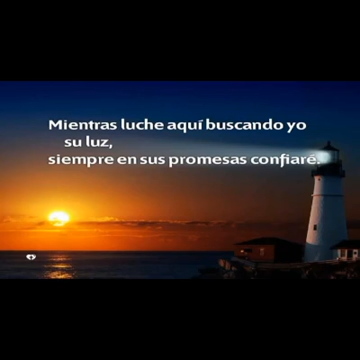 Mientras luche aquí buscando yo
su luz,
siempre en sus promesas confiaré.